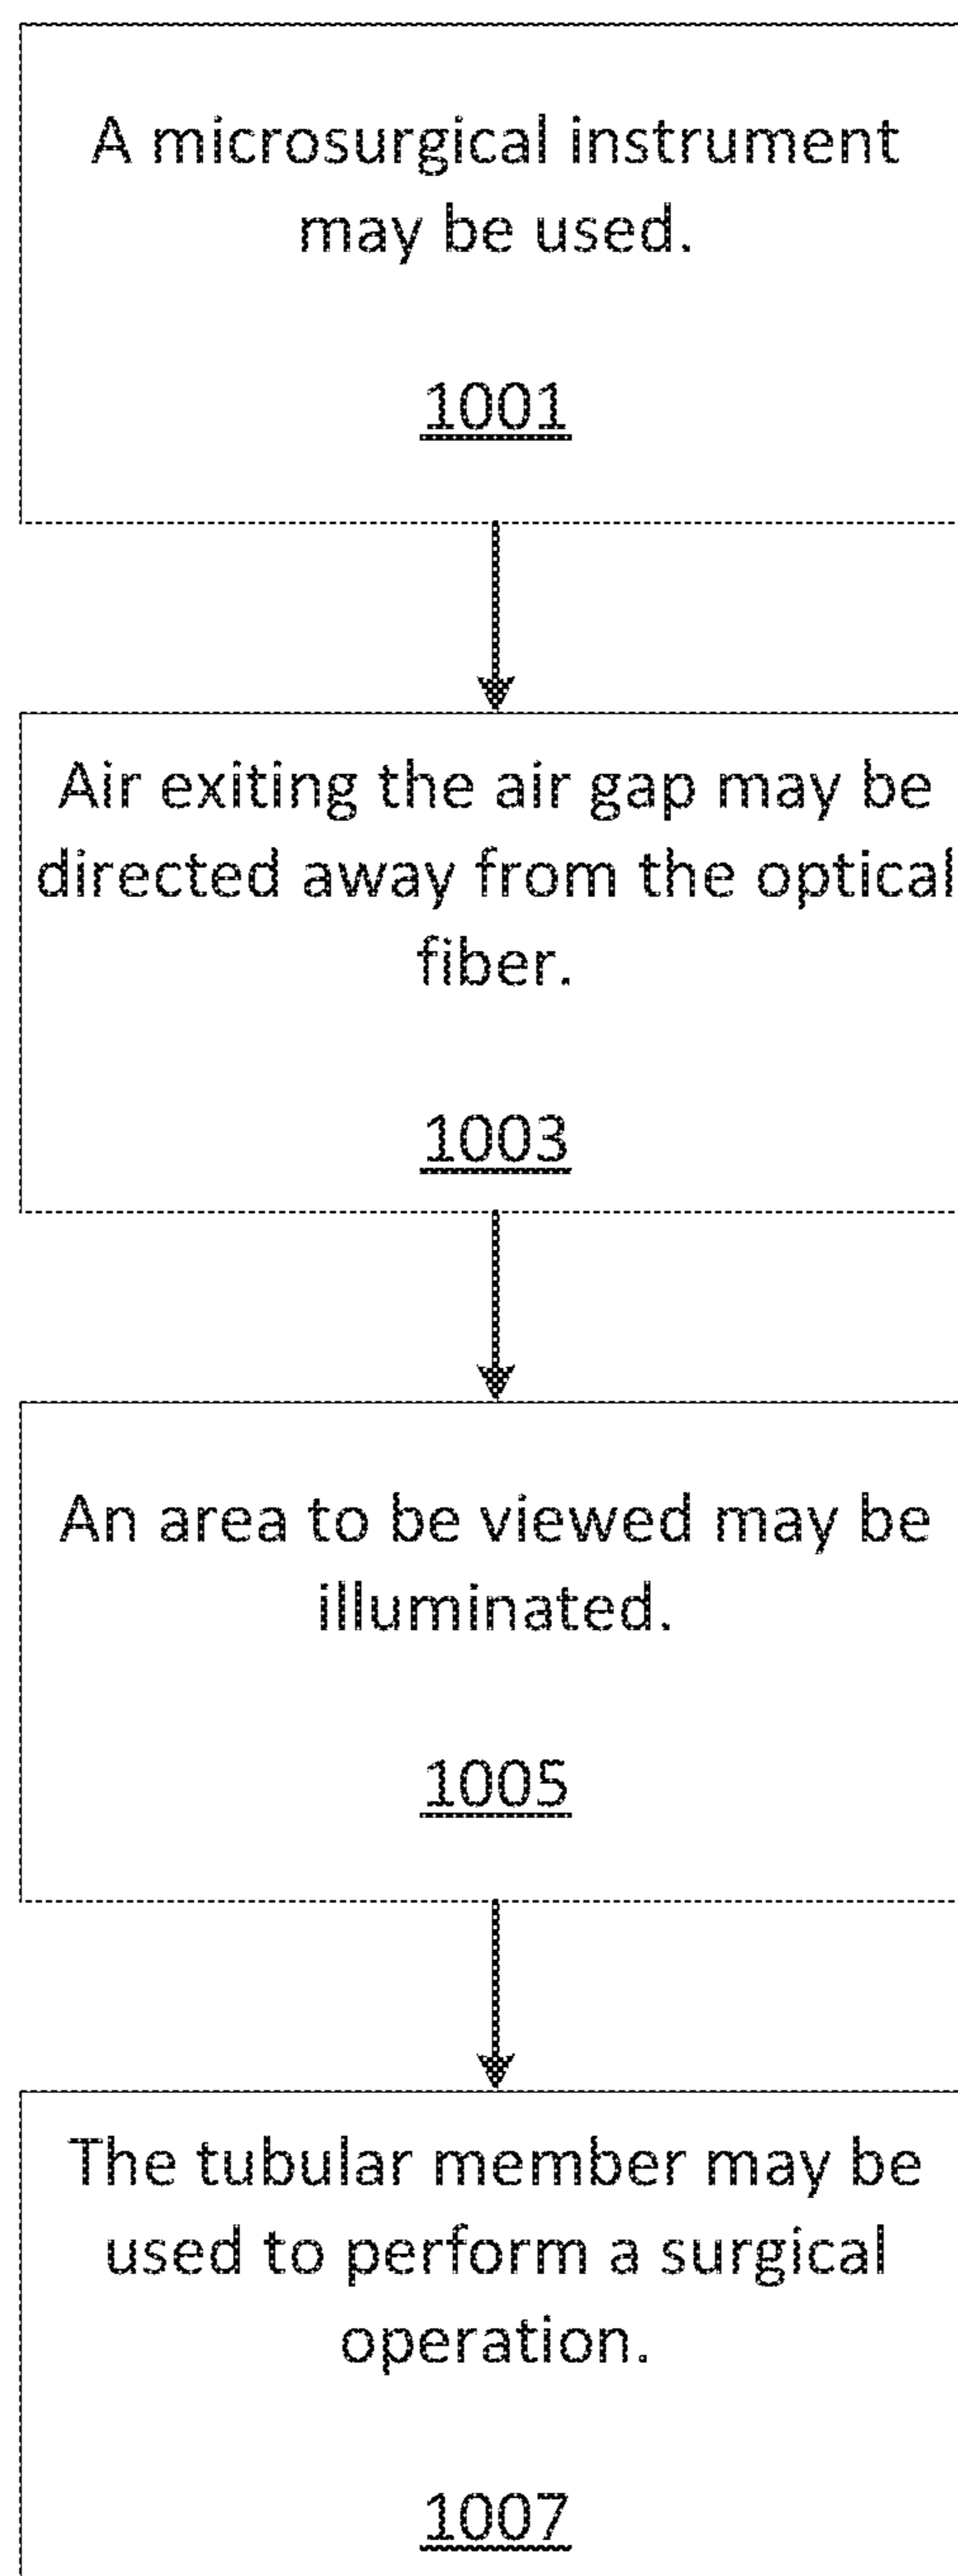 A microsurgical instrument
may be used.
1001
Air exiting the air gap may be
directed away from the optical
fiber.
1003
An area to be viewed may be
illuminated.
1005
The tubular member may be
used to perform a surgical
operation.
1007